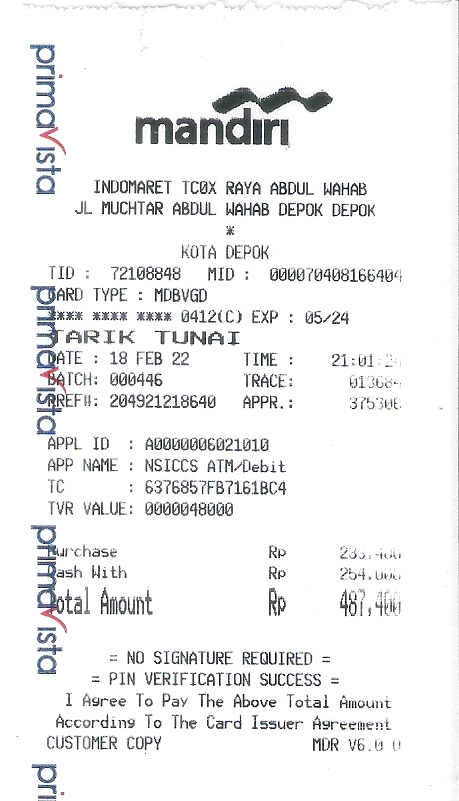 primavista
mandiri
INDOMARET TC0X RAYA ABDUL WAHAB
JL MUCHTAR ABDUL WAHAB DEPOK DEPOK
*
KOTA DEPOK
TID : 72108848 MID : 000070408166404
CARD TYPE : MDBVGD
**** **** **** 0412(C) EXP : 05/24
TARIK TUNAI
primavista
DATE : 18 FEB 22 TIME : 21:01:24
BATCH: 000446 TRACE: 013684
RREF#: 204921218640 APPR.:
APPL ID : A0000006021010
APP NAME : NSICCS ATM/Debit
TC : 6376857FB7161BC4
TVR VALUE: 0000048000
primavista
Purchase Rp 233,400
Cash With Rp 254,000
Total Amount Rp 487,400
= NO SIGNATURE REQUIRED =
= PIN VERIFICATION SUCCESS =
I Agree To Pay The Above Total Amount
According To The Card Issuer Agreement
CUSTOMER COPY MDR V6.0
pri